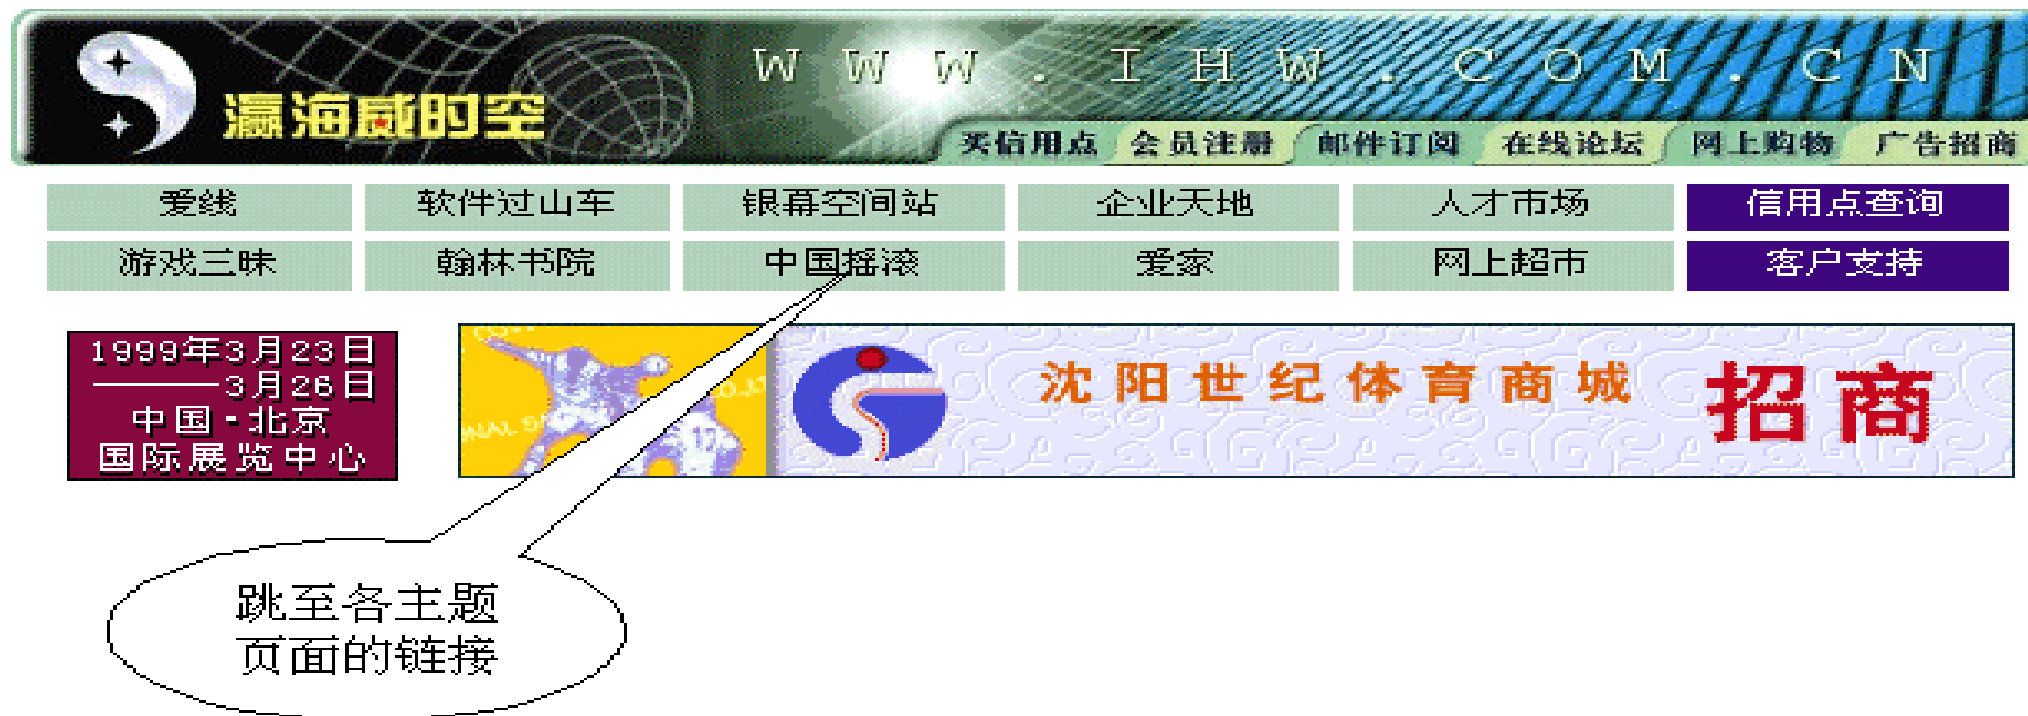 WWW.IHW.COM.CN
瀛海威时空
买信用点 会员注册 邮件订阅 在线论坛 网上购物 广告招商
爱线 软件过山车 银幕空间站 企业天地 人才市场 信用点查询
游戏三昧 翰林书院 中国摇滚 爱家 网上超市 客户支持
1999年3月23日
——3月26日
中国·北京
国际展览中心
沈阳世纪体育商城 招商
跳至各主题
页面的链接